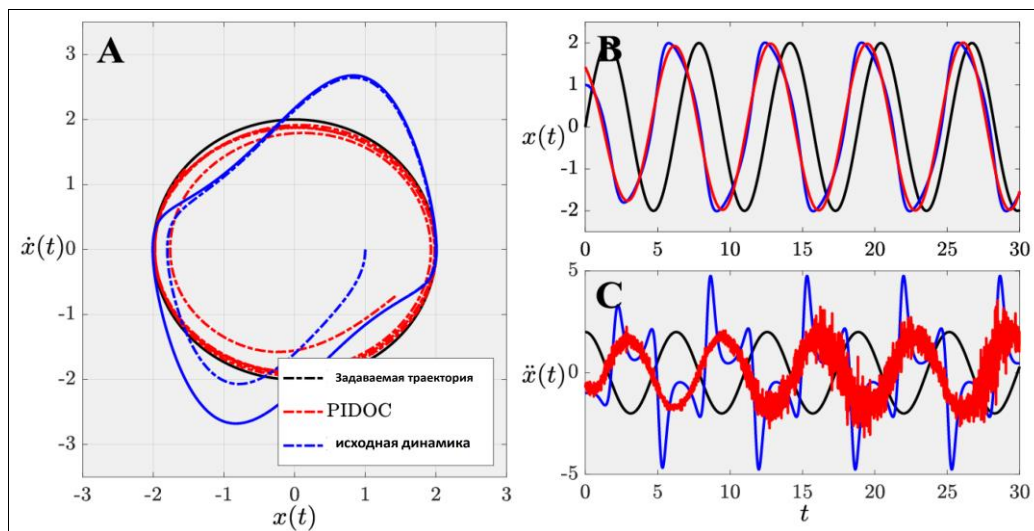 A
3
2
1
ẋ(t) 0
-1
-2
-3
-3 -2 -1 0 1 2 3
x(t)
Задаваемая траектория
PIDOC
исходная динамика
B
2
1
x(t) 0
-1
-2
0 5 10 15 20 25 30
C
5
ẍ(t) 0
-5
0 5 10 15 20 25 30
t